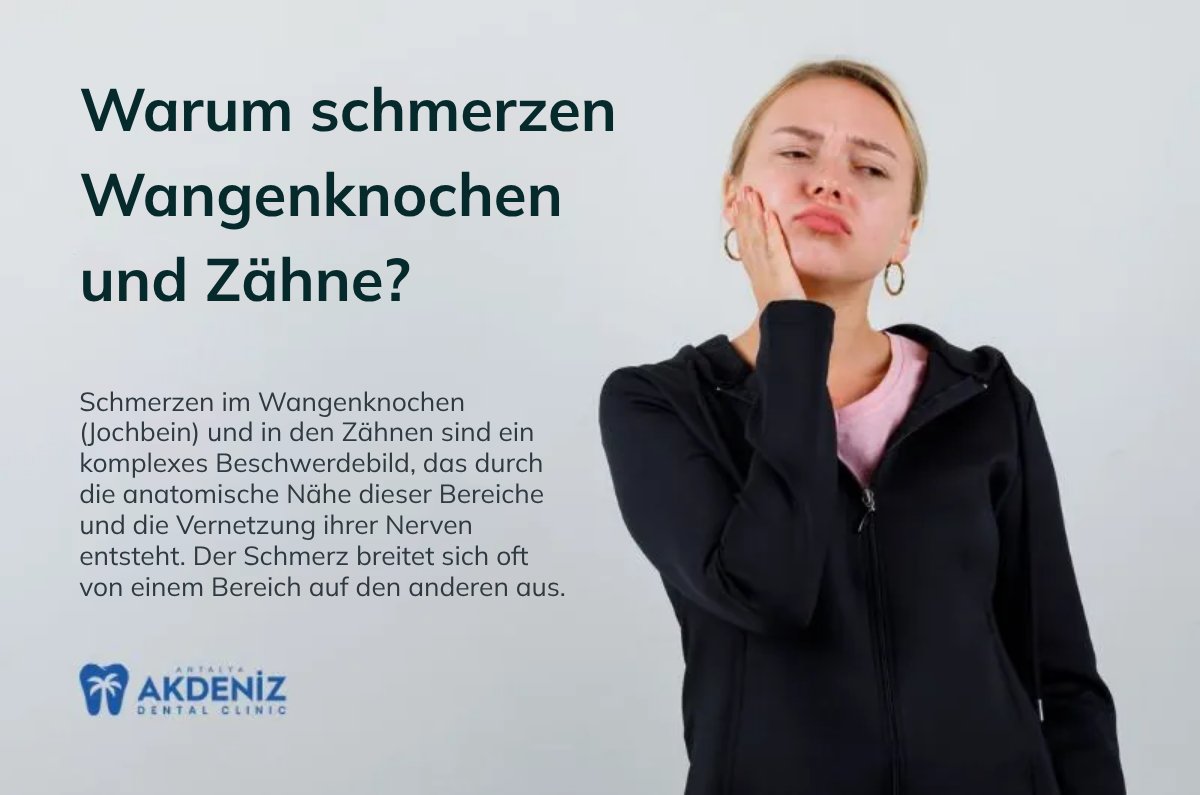 Warum schmerzen
Wangenknochen
und Zähne?
Schmerzen im Wangenknochen
(Jochbein) und in den Zähnen sind ein
komplexes Beschwerdebild, das durch
die anatomische Nähe dieser Bereiche
und die Vernetzung ihrer Nerven
entsteht. Der Schmerz breitet sich oft
von einem Bereich auf den anderen aus.
ANTALYA
AKDENİZ
DENTAL CLINIC